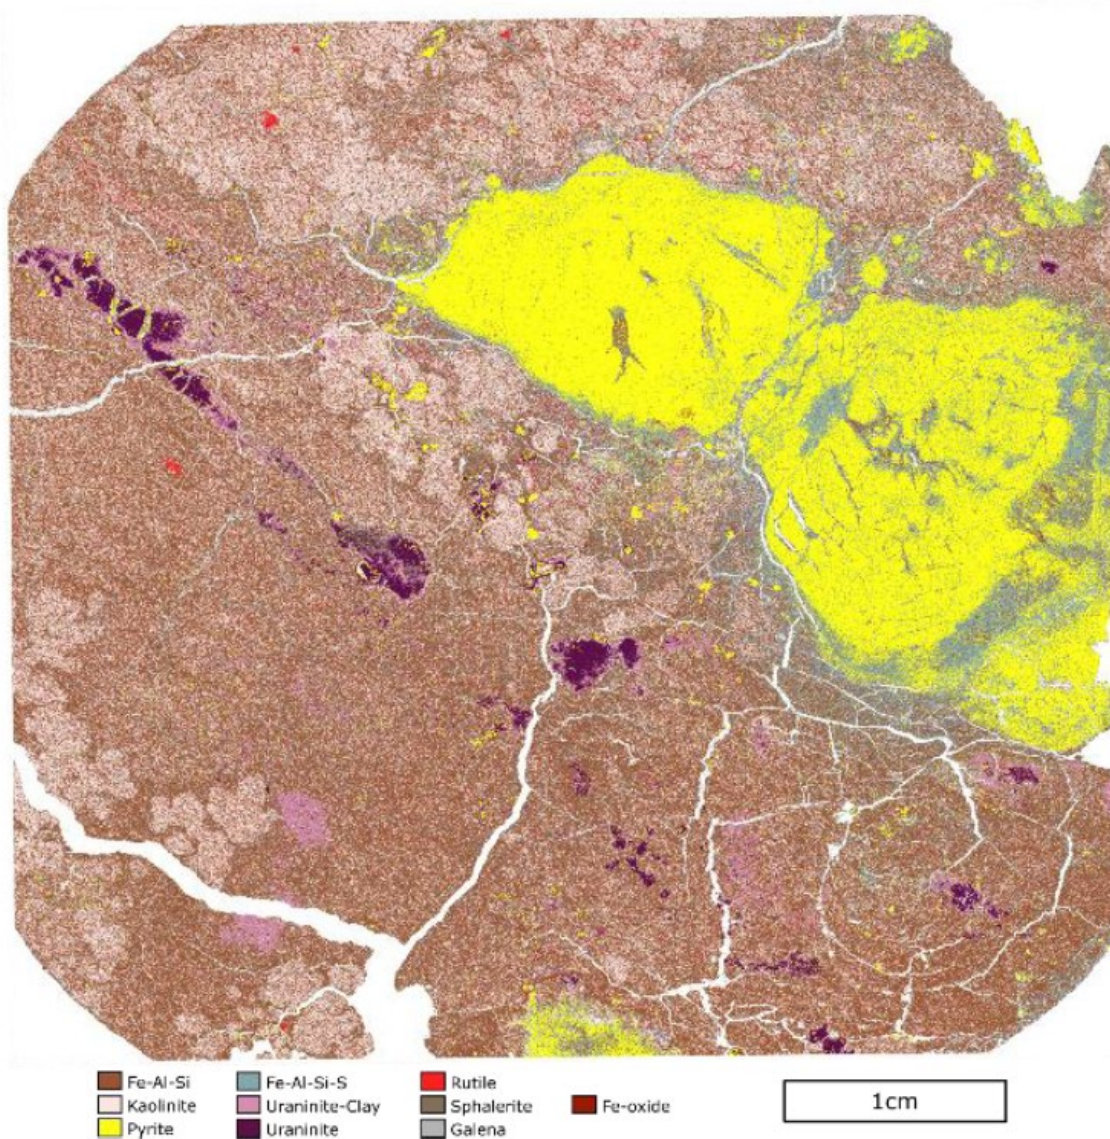 Fe-Al-Si Fe-Al-Si-S Rutile
Kaolinite Uraninite-Clay Sphalerite Fe-oxide
Pyrite Uraninite Galena
1cm